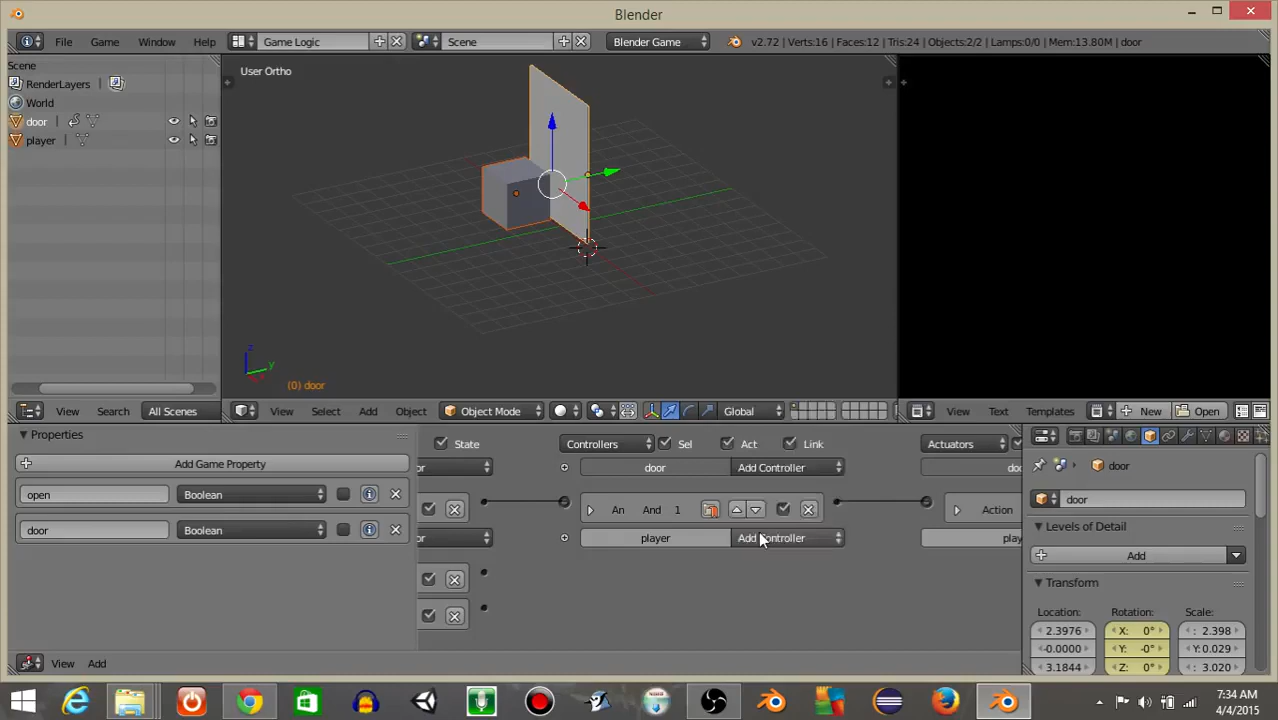 Blender
File Game Window Help Game Logic Scene Blender Game v2.72 | Verts:16 | Faces:12 | Tris:24 | Objects:2/2 | Lamps:0/0 | Mem:13.80M | door
Scene
RenderLayers
World
door
player
User Ortho
z
y
(0) door
View Search All Scenes
View Select Add Object Object Mode Global
View Text Templates New Open
Properties
Add Game Property
open Boolean
door Boolean
State Controllers Sel Act Link Actuators
or door Add Controller doo
An And 1 Action
or player Add Controller play
View Add
door
door
Levels of Detail
Add
Transform
Location: Rotation: Scale:
2.3976 X: 0° : 2.398
-0.0000 Y: -0° Y:0.029
3.1844 Z: 0° : 3.020
7:34 AM
4/4/2015